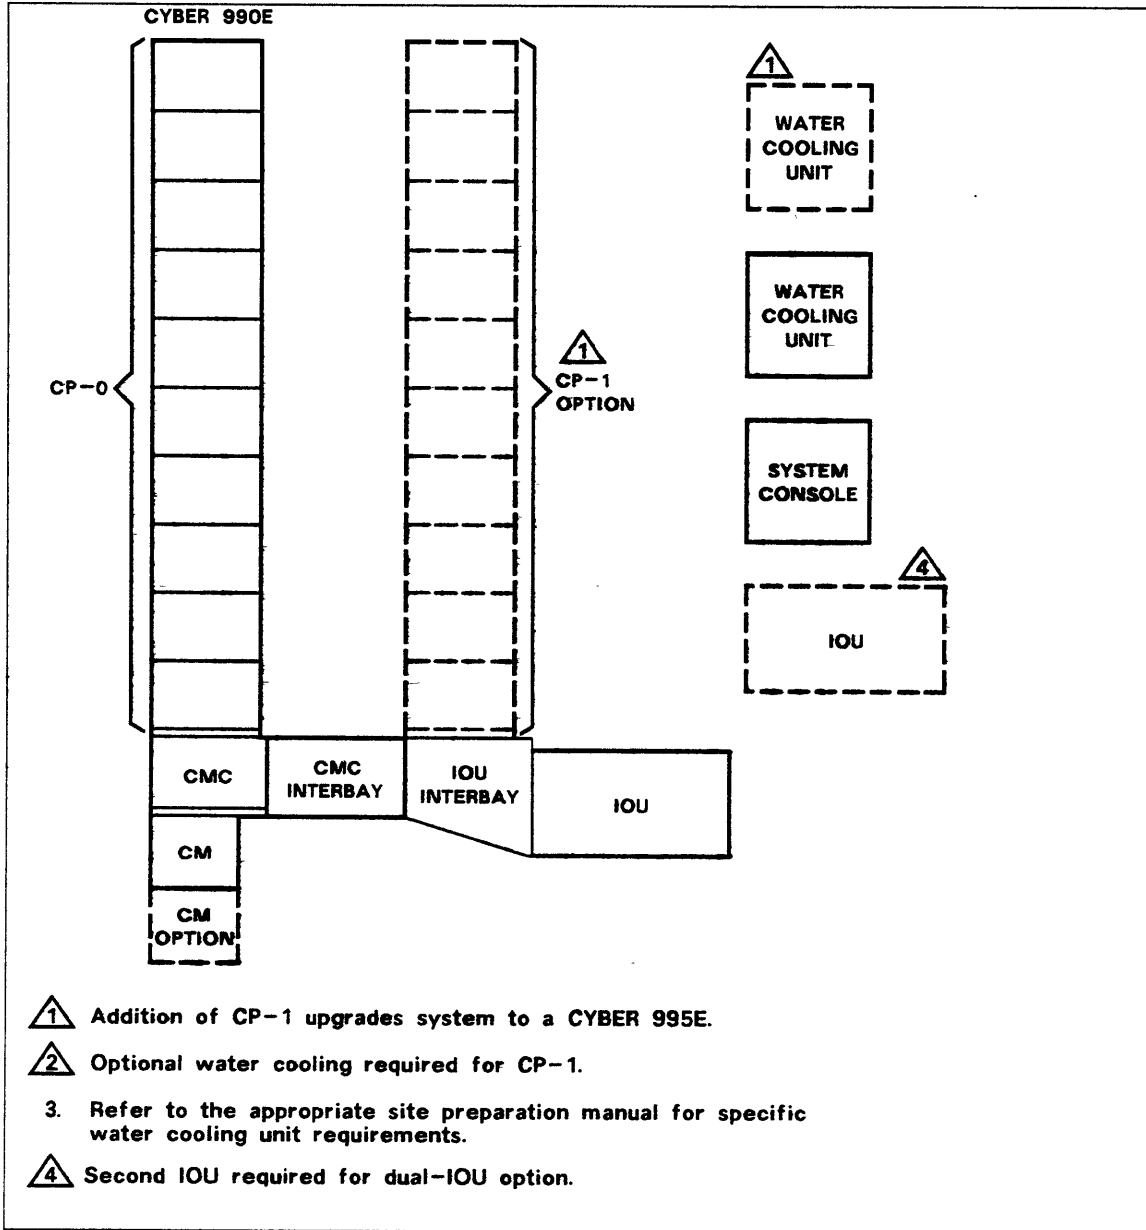 CYBER 990E
1
WATER
COOLING
UNIT
WATER
COOLING
UNIT
CP-0
1
CP-1
OPTION
SYSTEM
CONSOLE
4
IOU
CMC
CMC
INTERBAY
IOU
INTERBAY
IOU
CM
CM
OPTION
1 Addition of CP-1 upgrades system to a CYBER 995E.
2 Optional water cooling required for CP-1.
3. Refer to the appropriate site preparation manual for specific
water cooling unit requirements.
4 Second IOU required for dual-IOU option.